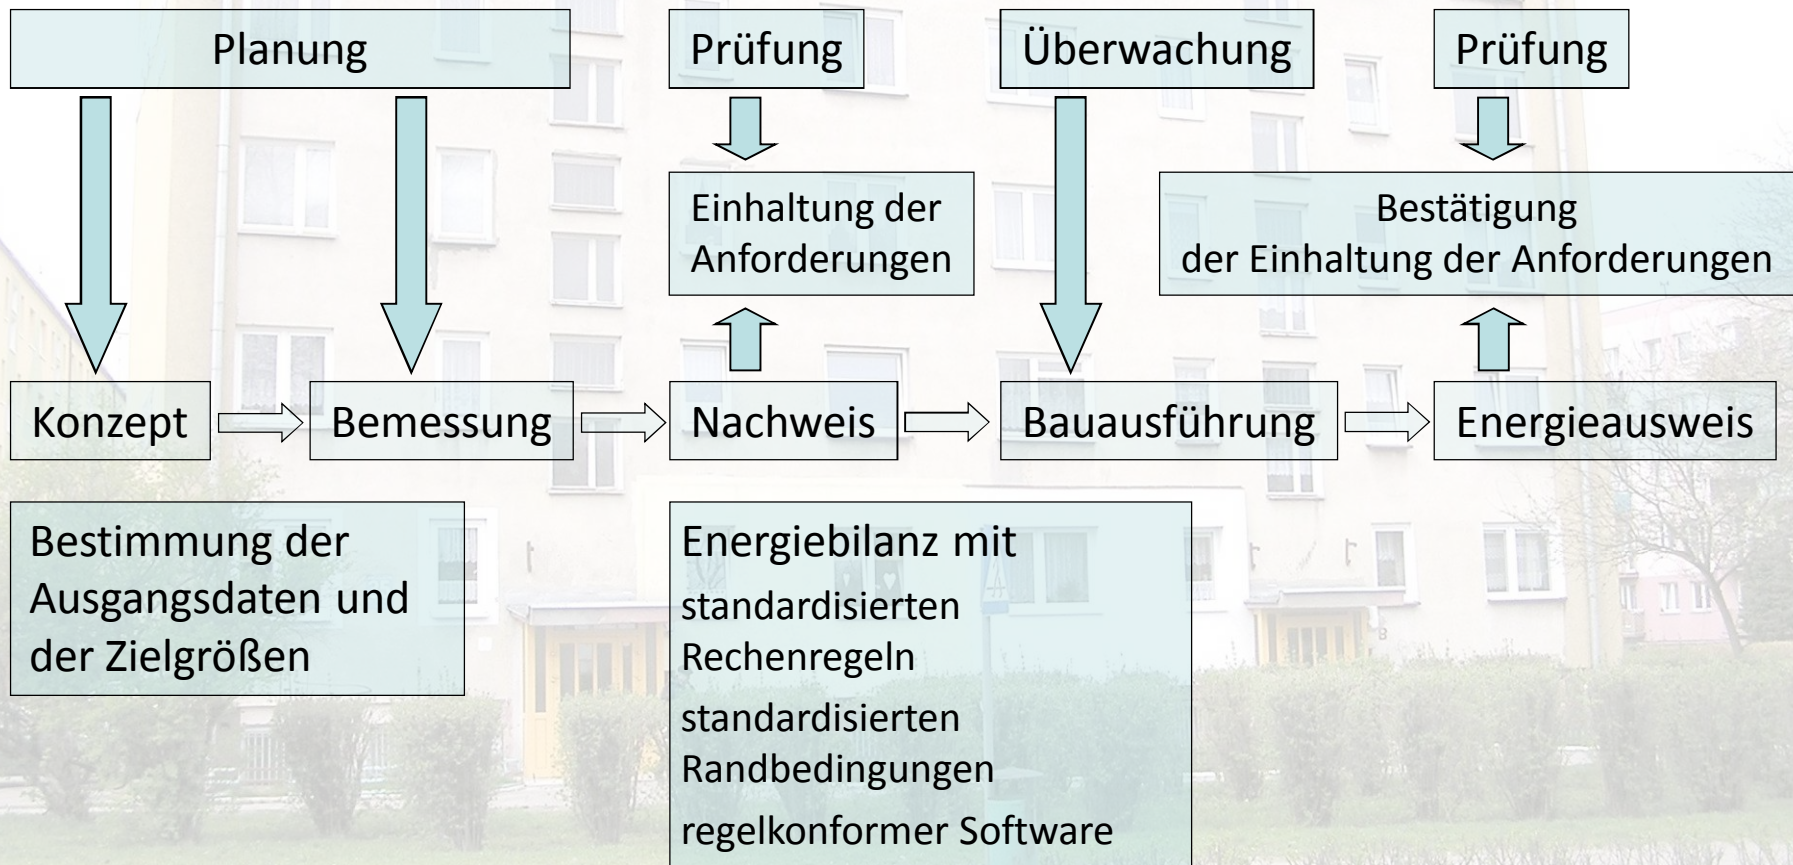 Planung
Prüfung
Überwachung
Prüfung
Einhaltung der
Anforderungen
Bestätigung
der Einhaltung der Anforderungen
Konzept
Bemessung
Nachweis
Bauausführung
Energieausweis
Bestimmung der
Ausgangsdaten und
der Zielgrößen
Energiebilanz mit
standardisierten
Rechenregeln
standardisierten
Randbedingungen
regelkonformer Software